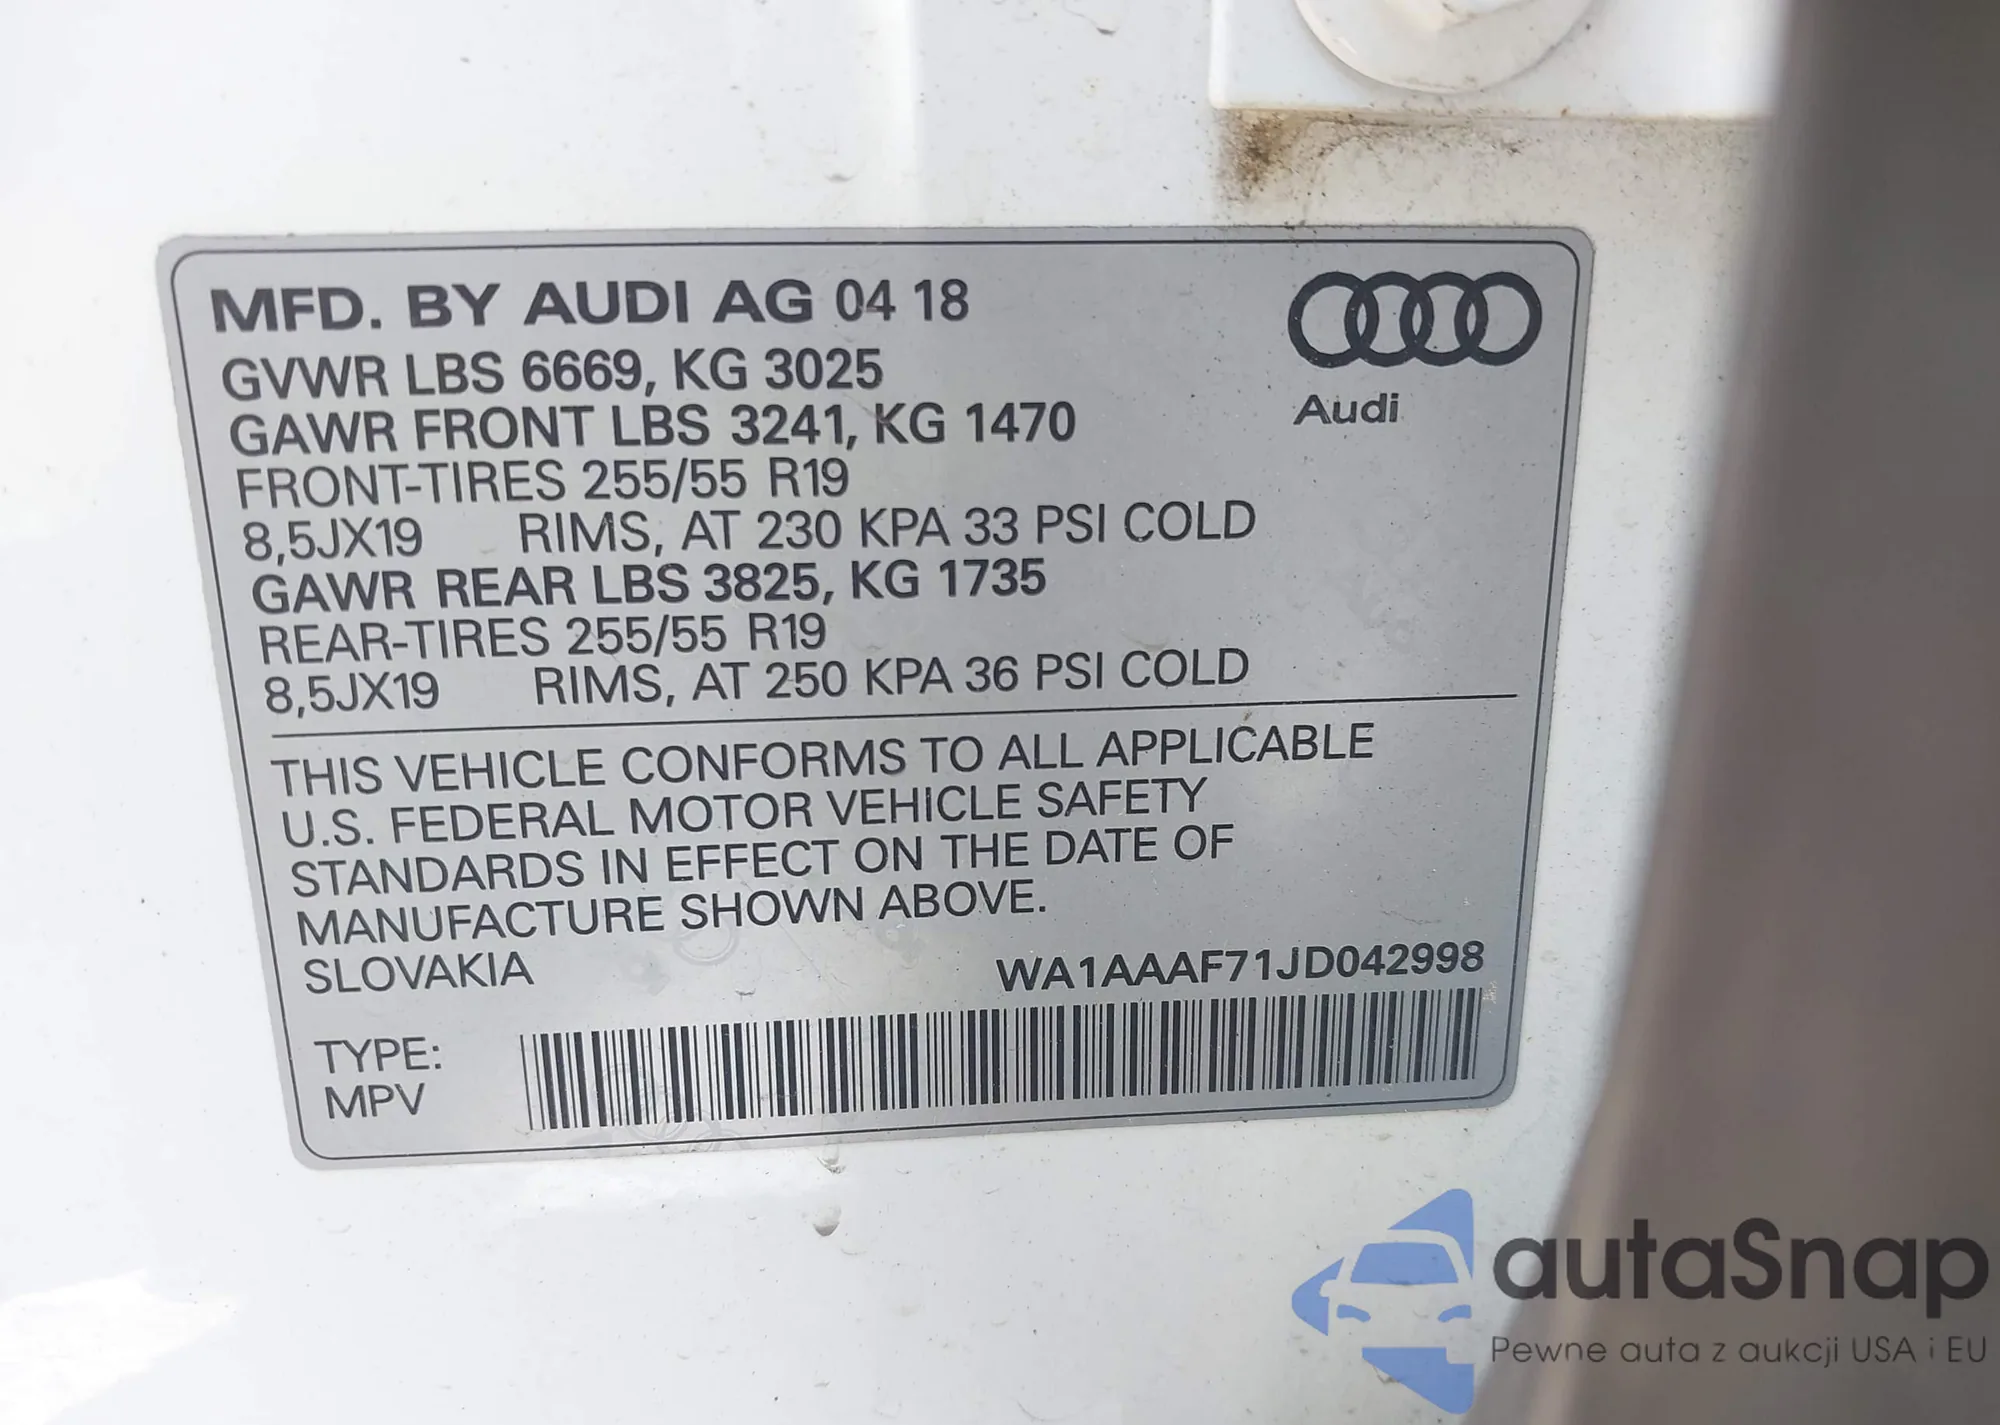 MFD. BY AUDI AG 04 18
GVWR LBS 6669, KG 3025
GAWR FRONT LBS 3241, KG 1470
FRONT-TIRES 255/55 R19
8,5JX19 RIMS, AT 230 KPA 33 PSI COLD
GAWR REAR LBS 3825, KG 1735
REAR-TIRES 255/55 R19
8,5JX19 RIMS, AT 250 KPA 36 PSI COLD
Audi
THIS VEHICLE CONFORMS TO ALL APPLICABLE
U.S. FEDERAL MOTOR VEHICLE SAFETY
STANDARDS IN EFFECT ON THE DATE OF
MANUFACTURE SHOWN ABOVE.
SLOVAKIA WA1AAAF71JD042998
TYPE:
MPV
autaSnap
Pewne auta z aukcji USA i EU